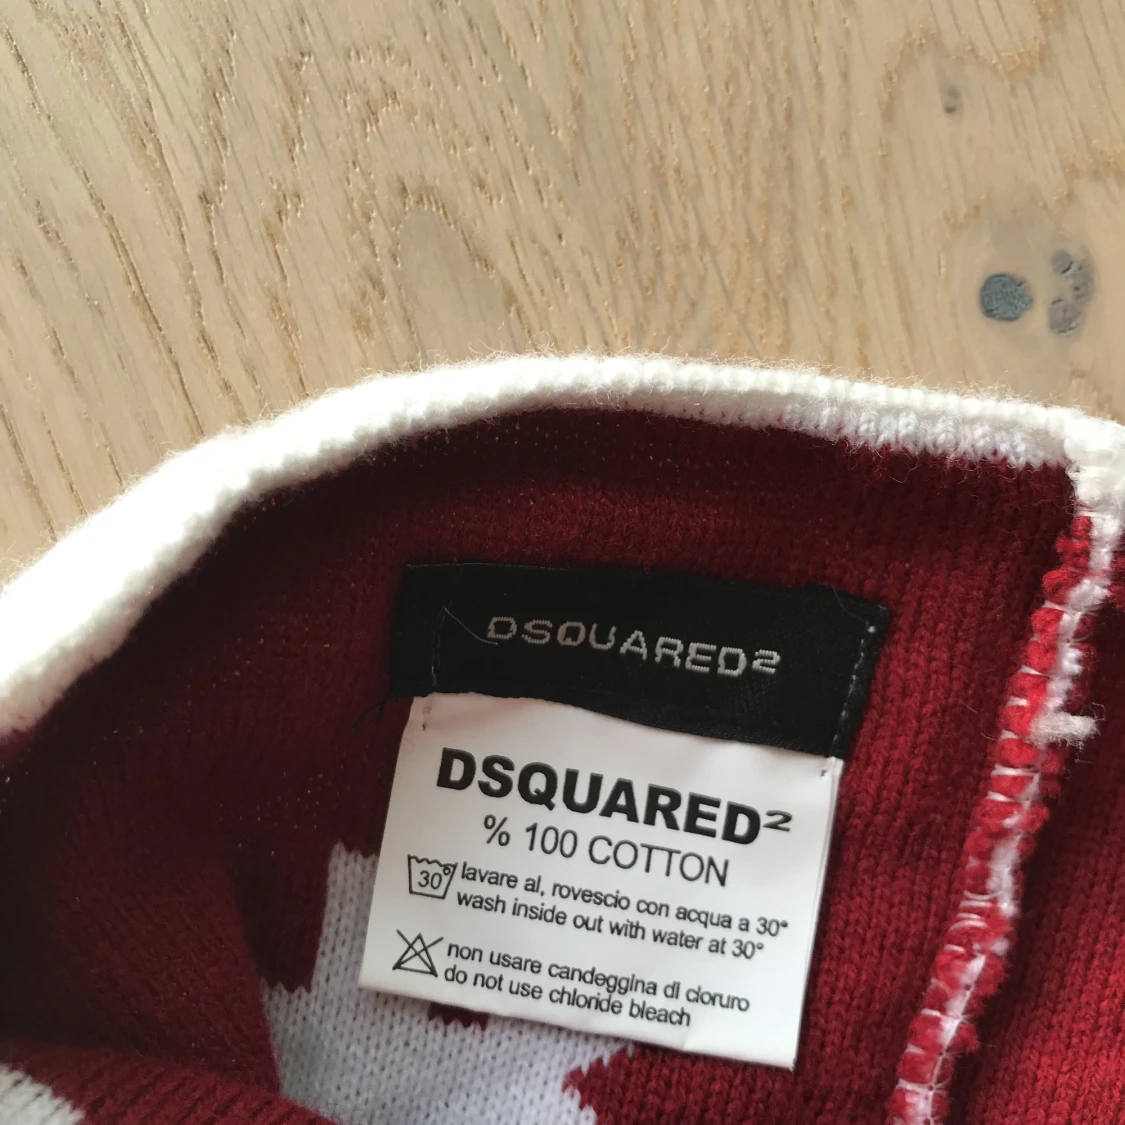 DSQUARED2
DSQUARED²
% 100 COTTON
30° lavare al, rovescio con acqua a 30°
wash inside out with water at 30°
non usare candeggina di cloruro
do not use chloride bleach